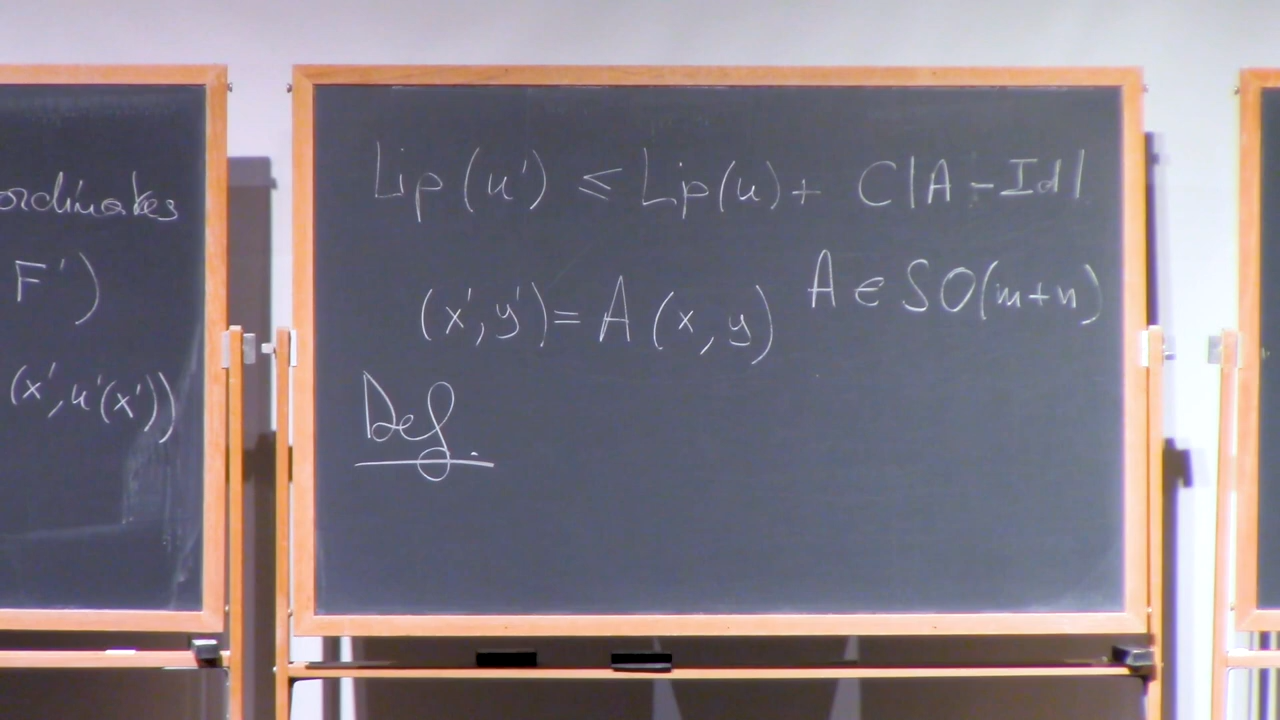 ordinates
F')
(x', u'(x'))
Lip(u') ≤ Lip(u) + C|A - Id|
(x', y') = A(x, y) A ∈ SO(m+n)
Def.